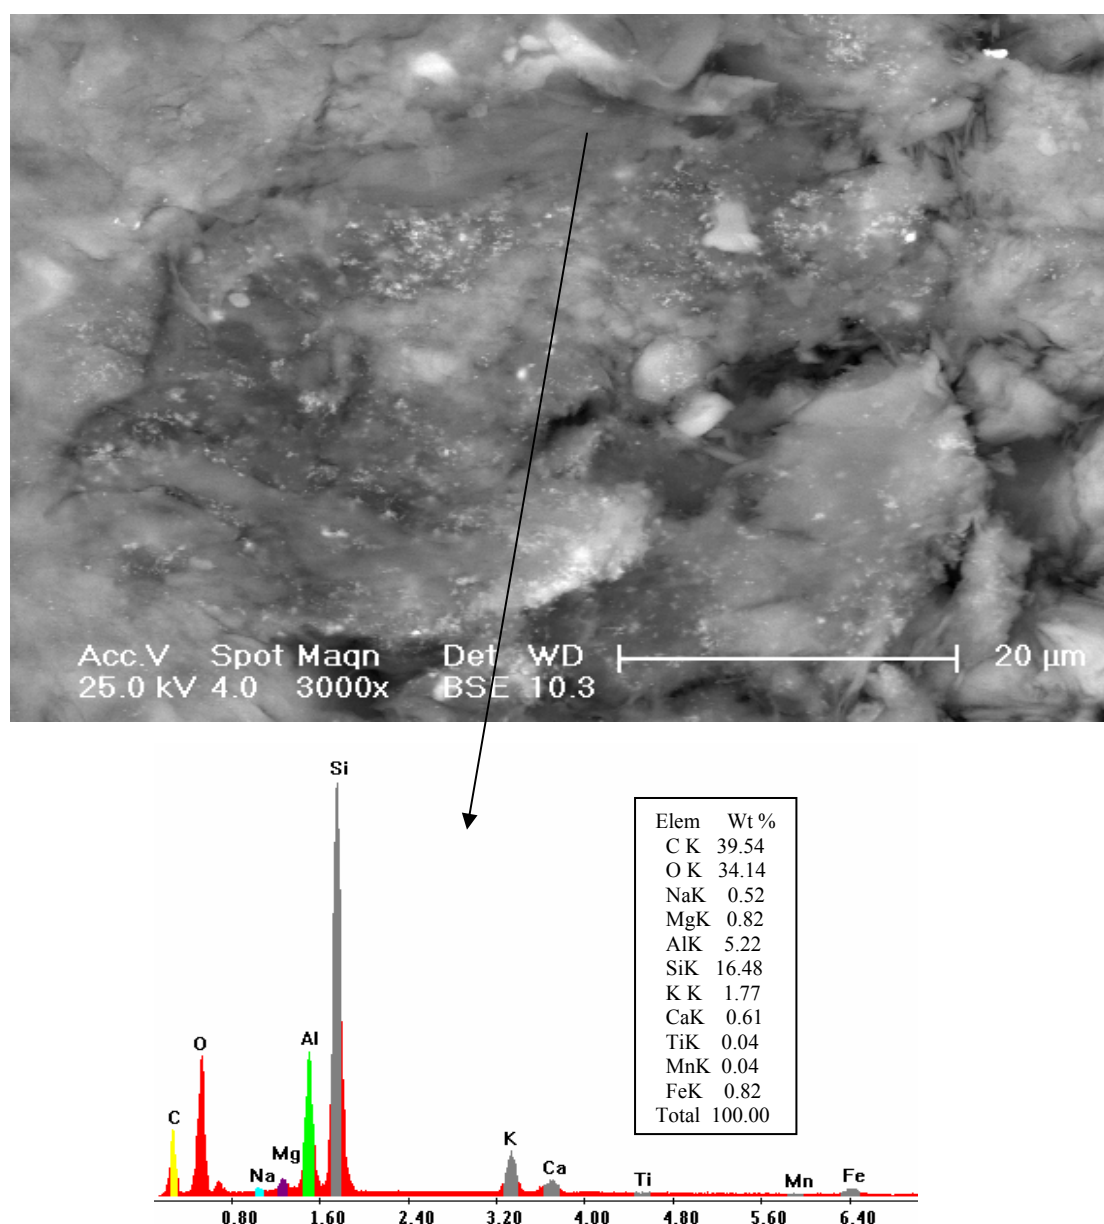 Acc.V Spot Magn Det WD 20 µm
25.0 kV 4.0 3000x BSE 10.3
Si
O
Al
C
Na
Mg
K
Ca
Ti
Mn
Fe
0.80 1.60 2.40 3.20 4.00 4.80 5.60 6.40
Elem Wt %
C K 39.54
O K 34.14
NaK 0.52
MgK 0.82
AlK 5.22
SiK 16.48
K K 1.77
CaK 0.61
TiK 0.04
MnK 0.04
FeK 0.82
Total 100.00